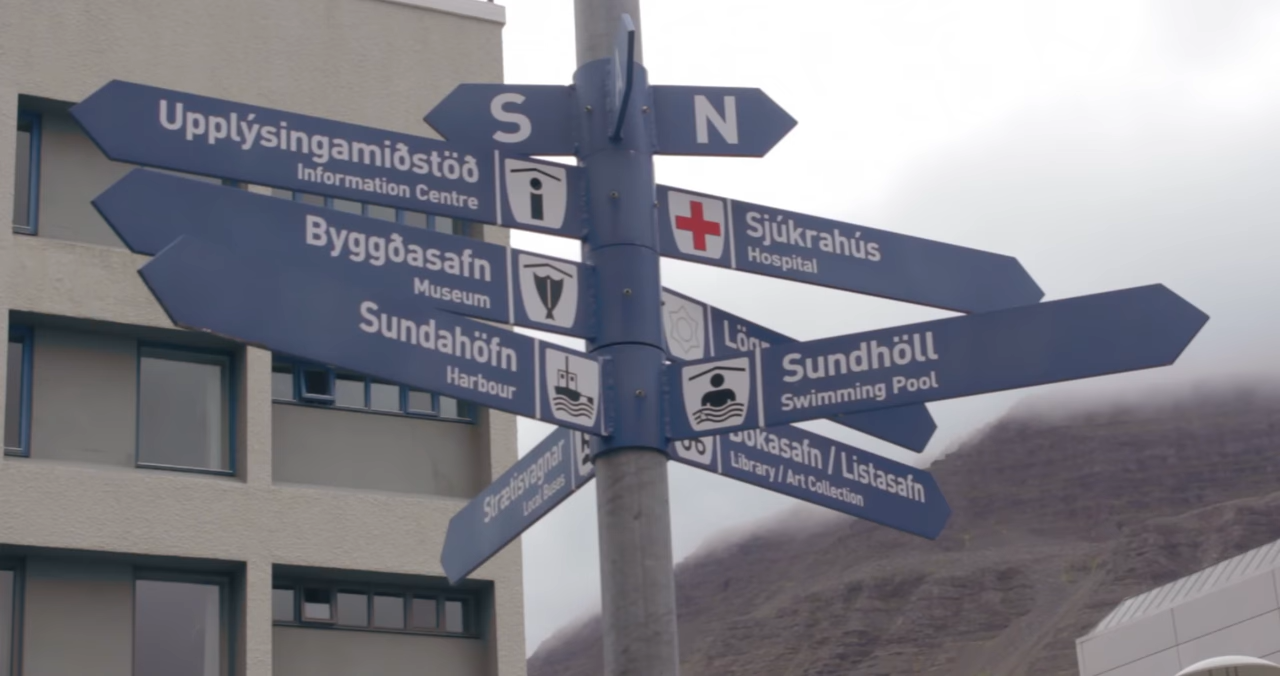 S
N
Upplýsingamiðstöð
Information Centre
Byggðasafn
Museum
Sundahöfn
Harbour
Strætisvagnar
Local Buses
Sjúkrahús
Hospital
Sundhöll
Swimming Pool
Bókasafn / Listasafn
Library / Art Collection